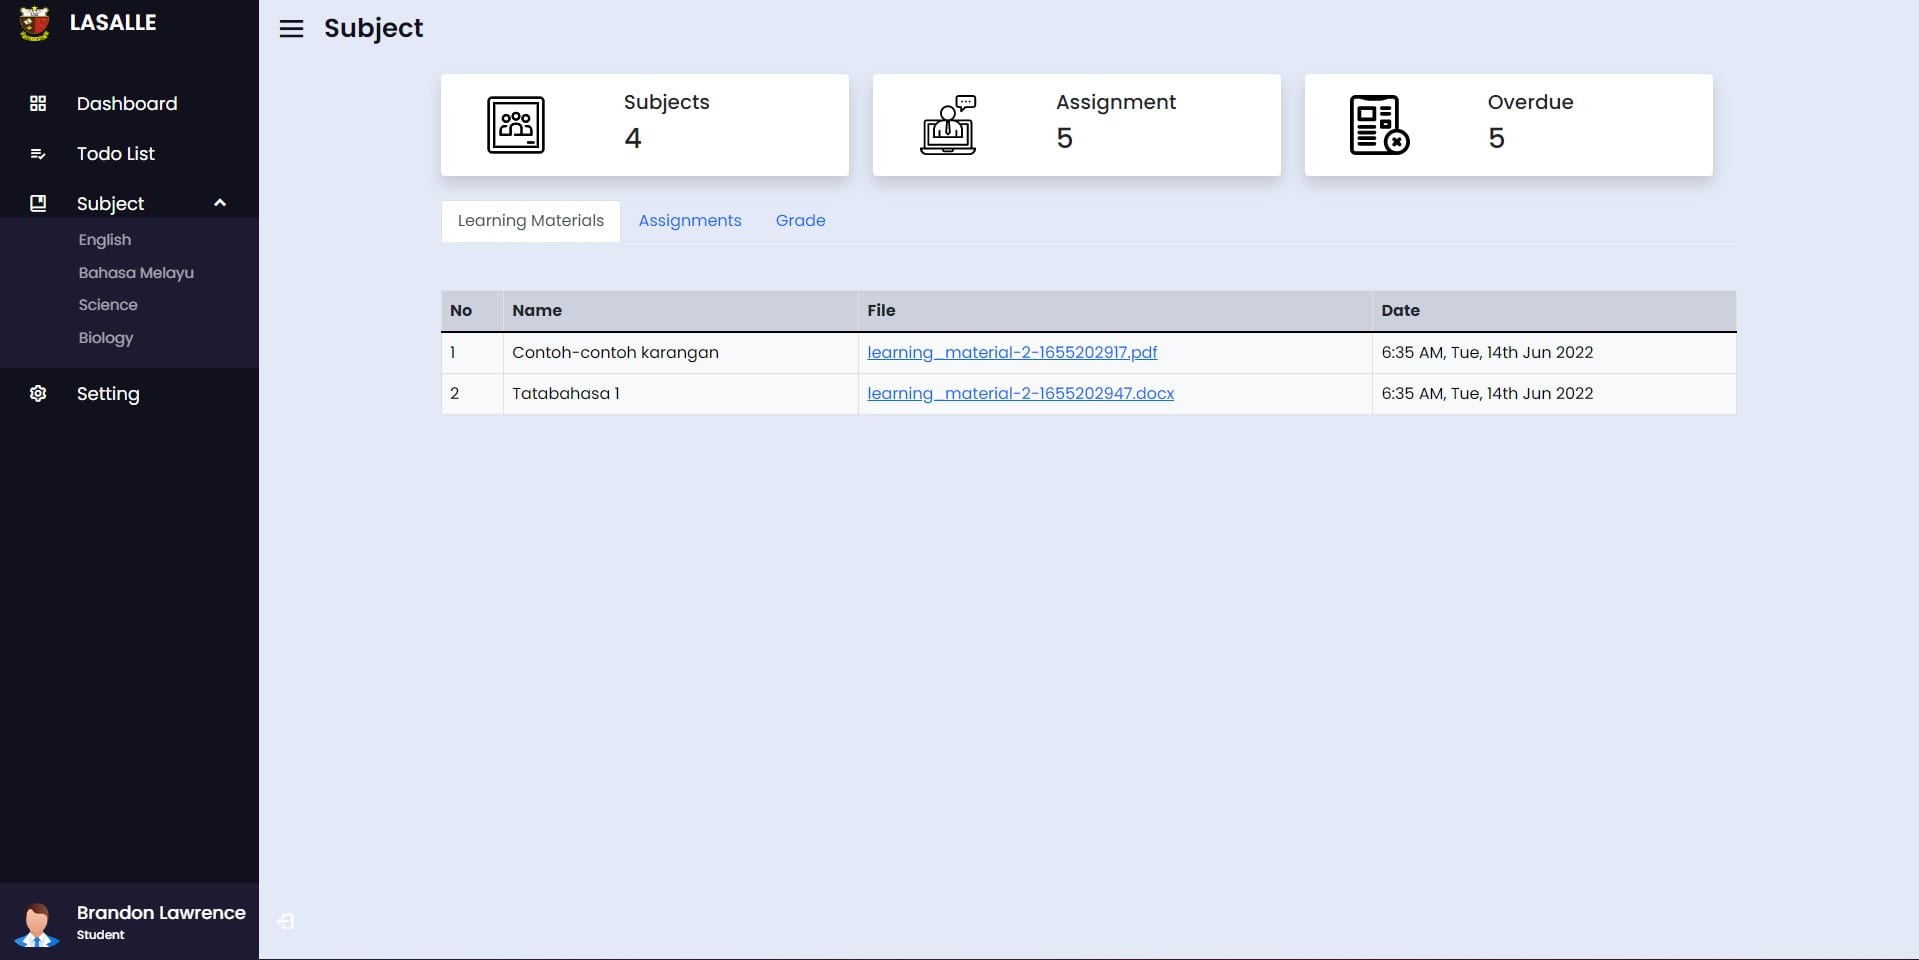 LASALLE
Dashboard
Todo List
Subject
English
Bahasa Melayu
Science
Biology
Setting
Brandon Lawrence
Student
Subject
Subjects
4
Assignment
5
Overdue
5
Learning Materials Assignments Grade
No Name File Date
1 Contoh-contoh karangan learning_material-2-1655202917.pdf 6:35 AM, Tue, 14th Jun 2022
2 Tatabahasa 1 learning_material-2-1655202947.docx 6:35 AM, Tue, 14th Jun 2022